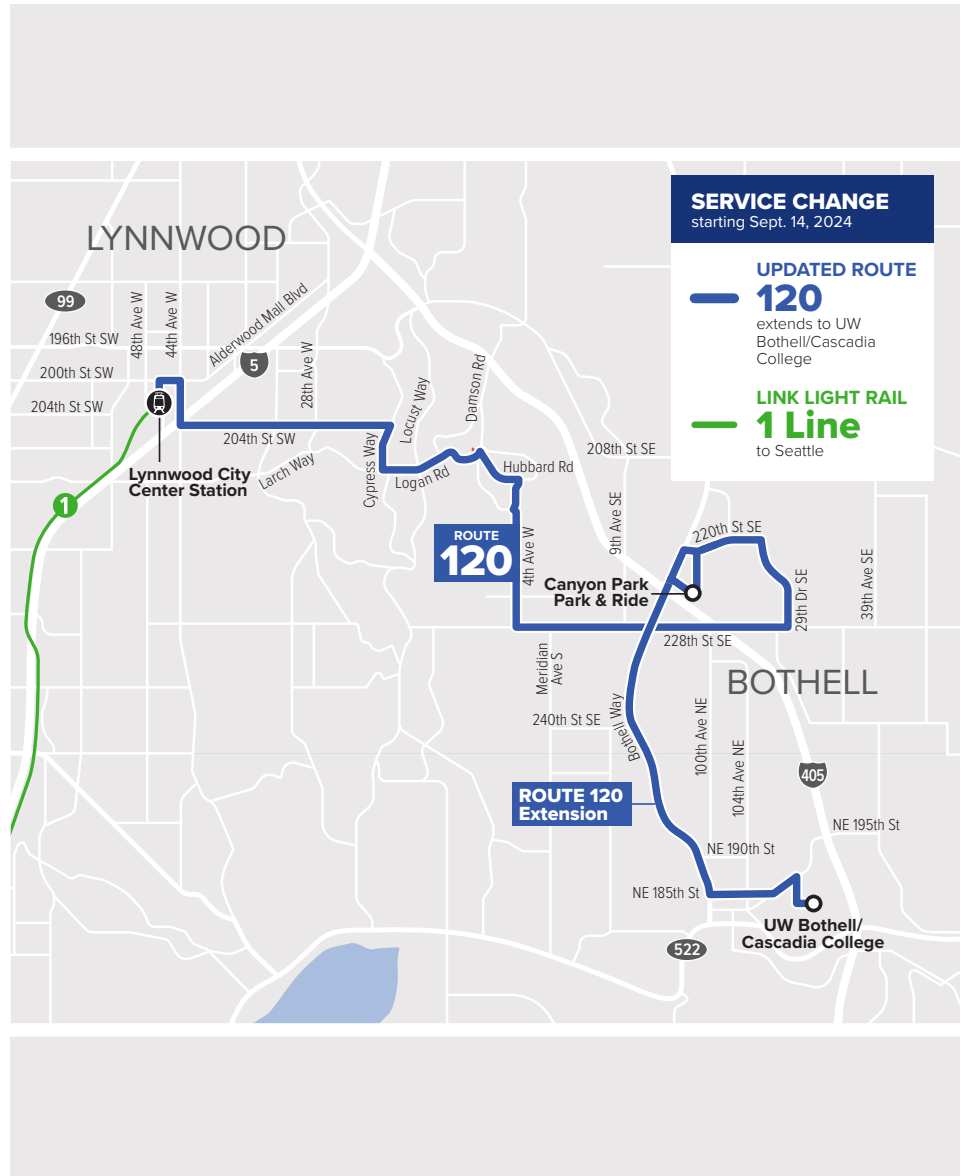 SERVICE CHANGE
starting Sept. 14, 2024
UPDATED ROUTE
120
extends to UW
Bothell/Cascadia
College
LINK LIGHT RAIL
1 Line
to Seattle
LYNNWOOD
99
48th Ave W
44th Ave W
Alderwood Mall Blvd
196th St SW
5
28th Ave W
200th St SW
204th St SW
204th St SW
Lynnwood City
Center Station
Larch Way
Cypress Way
Locust Way
Damson Rd
Logan Rd
Hubbard Rd
208th St SE
1
ROUTE
120
4th Ave W
9th Ave SE
220th St SE
Canyon Park
Park & Ride
29th Dr SE
39th Ave SE
228th St SE
Meridian
Ave S
BOTHELL
240th St SE
Bothell Way
100th Ave NE
104th Ave NE
405
ROUTE 120
Extension
NE 195th St
NE 190th St
NE 185th St
UW Bothell/
Cascadia College
522